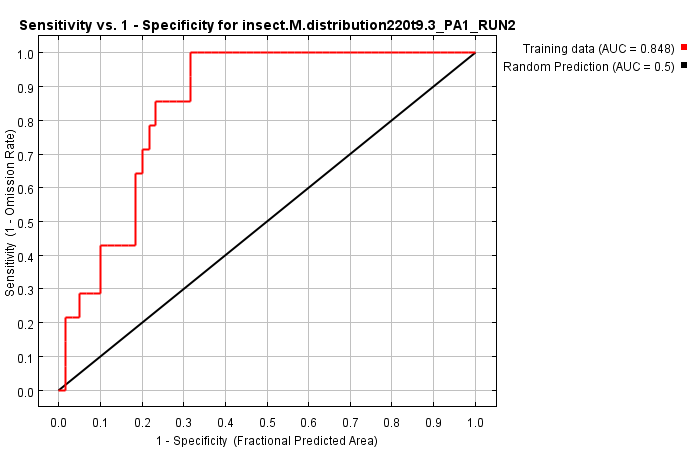 Sensitivity vs. 1 - Specificity for insect.M.distribution220t9.3_PA1_RUN2
Training data (AUC = 0.848)
Random Prediction (AUC = 0.5)
Sensitivity (1 - Omission Rate)
1.0
0.9
0.8
0.7
0.6
0.5
0.4
0.3
0.2
0.1
0.0
0.0 0.1 0.2 0.3 0.4 0.5 0.6 0.7 0.8 0.9 1.0
1 - Specificity (Fractional Predicted Area)